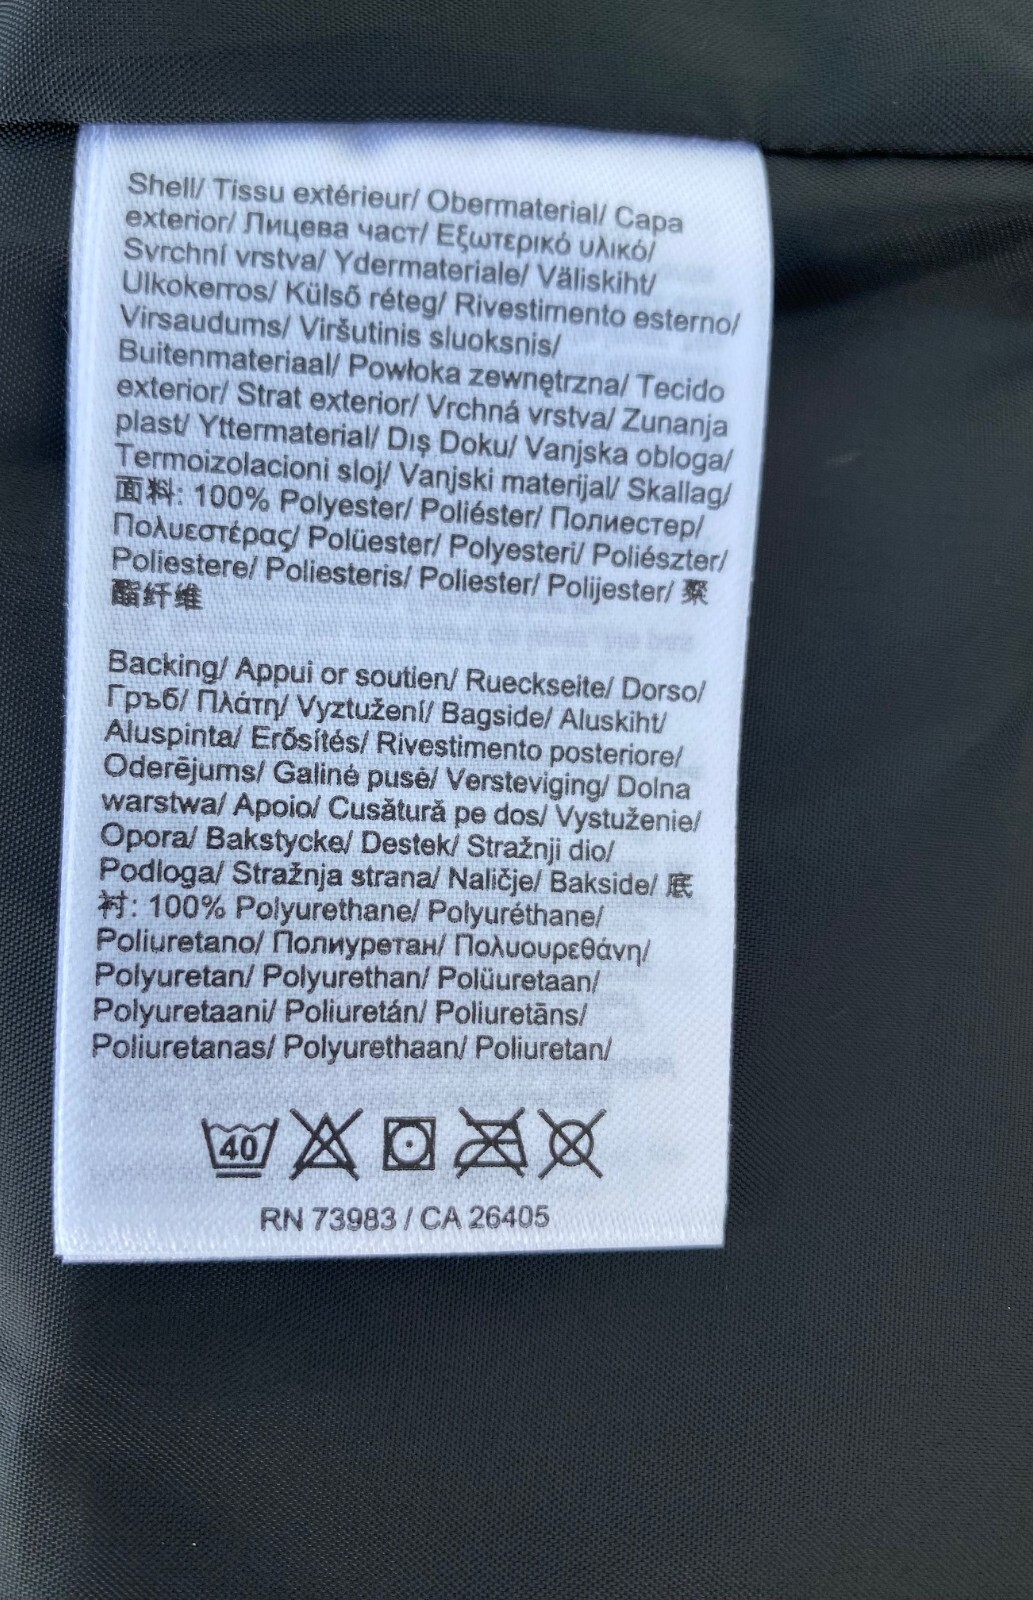 Shell/ Tissu extérieur/ Obermaterial/ Capa
exterior/ Лицева част/ Εξωτερικό υλικό/
Svrchní vrstva/ Ydermateriale/ Väliskiht/
Ulkokerros/ Külső réteg/ Rivestimento esterno/
Virsaudums/ Viršutinis sluoksnis/
Buitenmateriaal/ Powłoka zewnętrzna/ Tecido
exterior/ Strat exterior/ Vrchná vrstva/ Zunanja
plast/ Yttermaterial/ Dış Doku/ Vanjska obloga/
Termoizolacioni sloj/ Vanjski materijal/ Skallag/
面料: 100% Polyester/ Poliéster/ Полиестер/
Πολυεστέρας/ Polüester/ Polyesteri/ Poliészter/
Poliestere/ Poliesteris/ Poliester/ Polijester/ 聚
酯纤维
Backing/ Appui or soutien/ Rueckseite/ Dorso/
Гръб/ Πλάτη/ Vyztužení/ Bagside/ Aluskiht/
Aluspinta/ Erősítés/ Rivestimento posteriore/
Oderējums/ Galinė pusė/ Versteviging/ Dolna
warstwa/ Apoio/ Cusătură pe dos/ Vystuženie/
Opora/ Bakstycke/ Destek/ Stražnji dio/
Podloga/ Stražnja strana/ Naličje/ Bakside/ 底
衬: 100% Polyurethane/ Polyuréthane/
Poliuretano/ Полиуретан/ Πολυουρεθάνη/
Polyuretan/ Polyurethan/ Polüuretaan/
Polyuretaani/ Poliuretán/ Poliuretāns/
Poliuretanas/ Polyurethaan/ Poliuretan/
40
RN 73983 / CA 26405